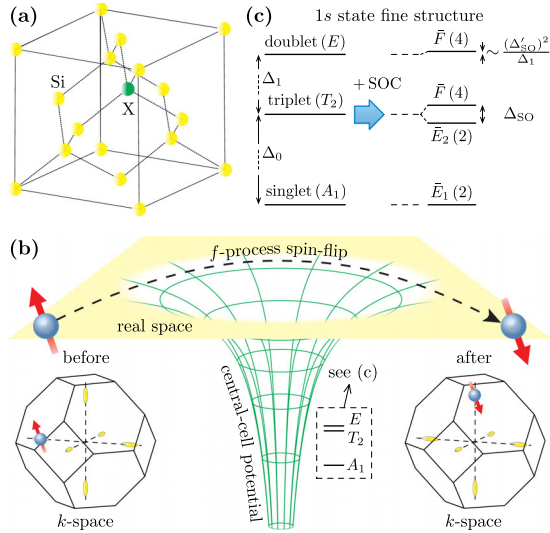 (a)
Si
X
(c)
1s state fine structure
doublet (E)
Δ₁
triplet (T₂)
Δ₀
singlet (A₁)
+ SOC
F̄ (4)
~ (Δ′SO)² / Δ₁
F̄ (4)
ΔSO
Ē₂ (2)
Ē₁ (2)
(b)
f-process spin-flip
real space
before
after
central-cell potential
see (c)
E
T₂
A₁
k-space
k-space